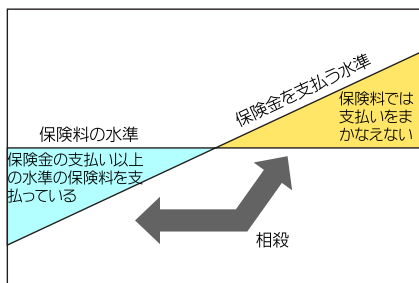 保険金を支払う水準
保険料では
支払いをま
かなえない
保険料の水準
保険金の支払い以上
の水準の保険料を支
払っている
相殺